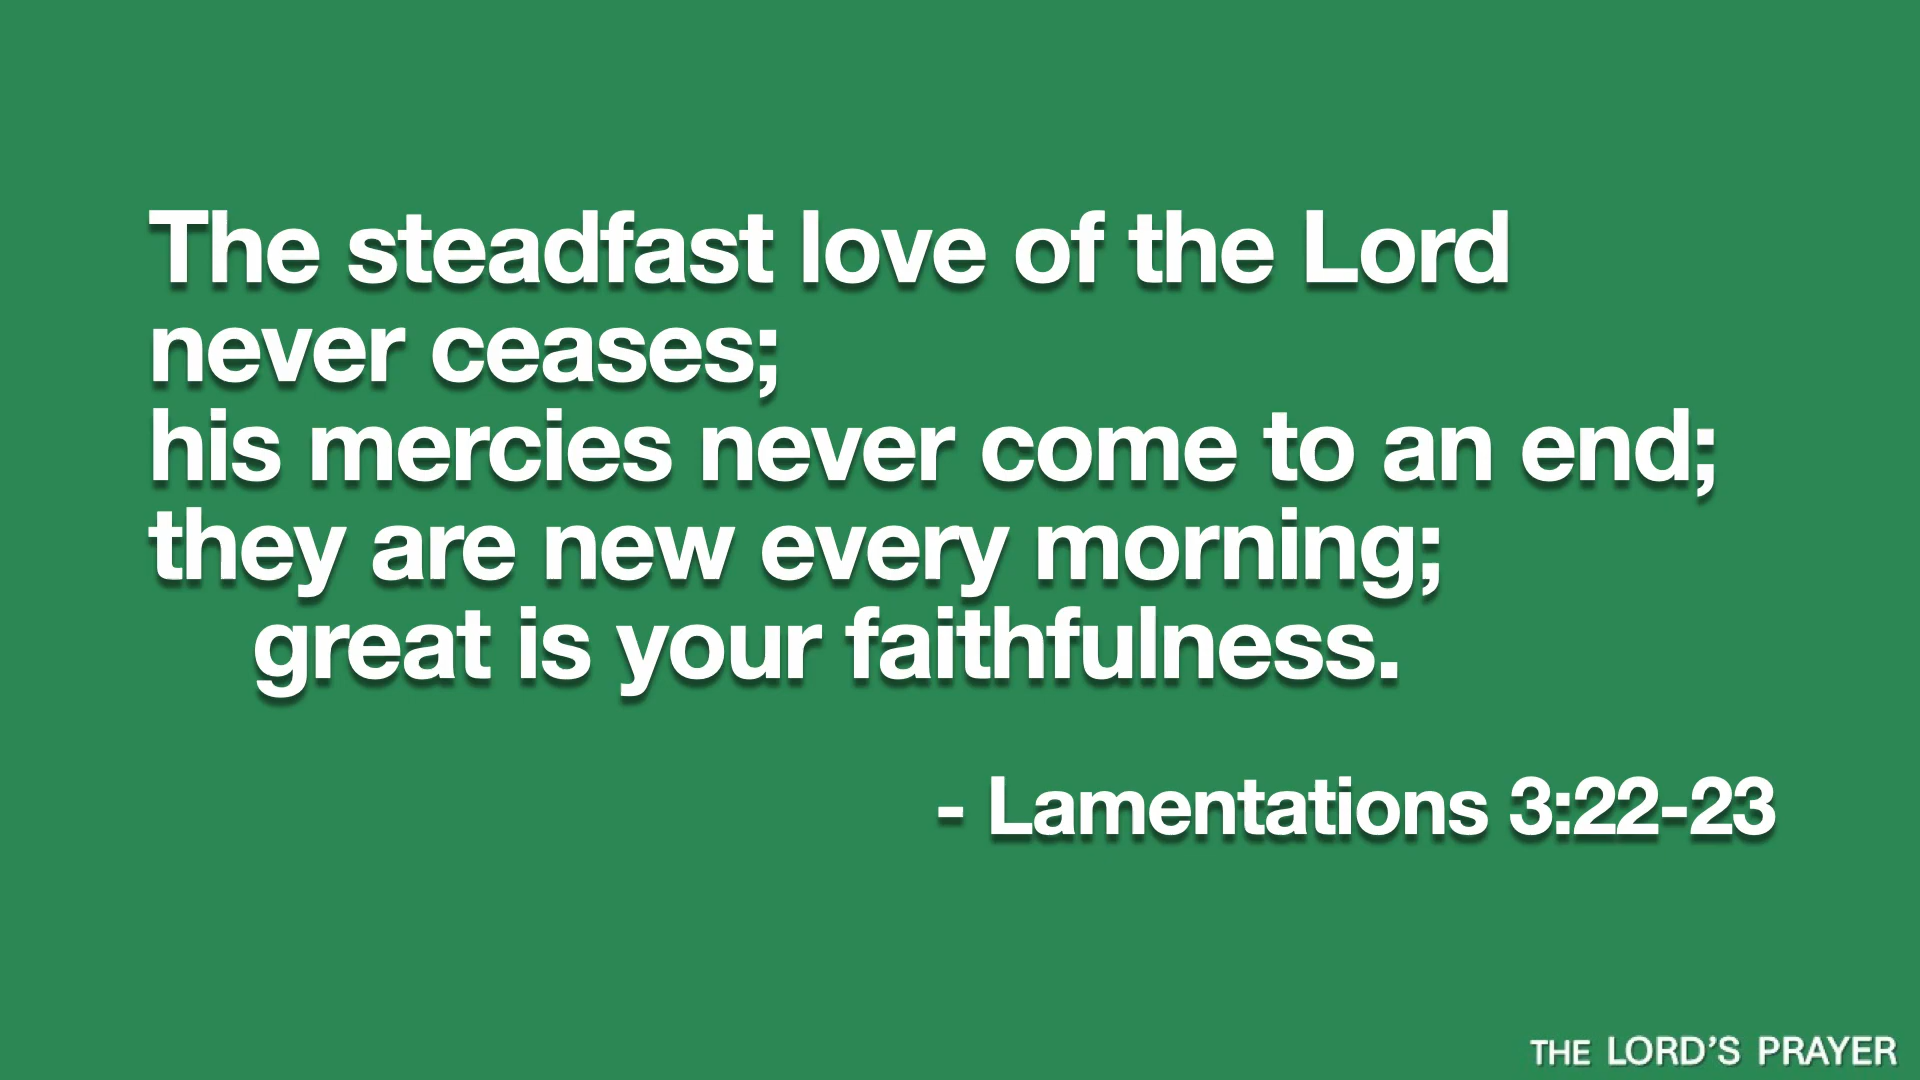 The steadfast love of the Lord
never ceases;
his mercies never come to an end;
they are new every morning;
great is your faithfulness.
- Lamentations 3:22-23
THE LORD’S PRAYER